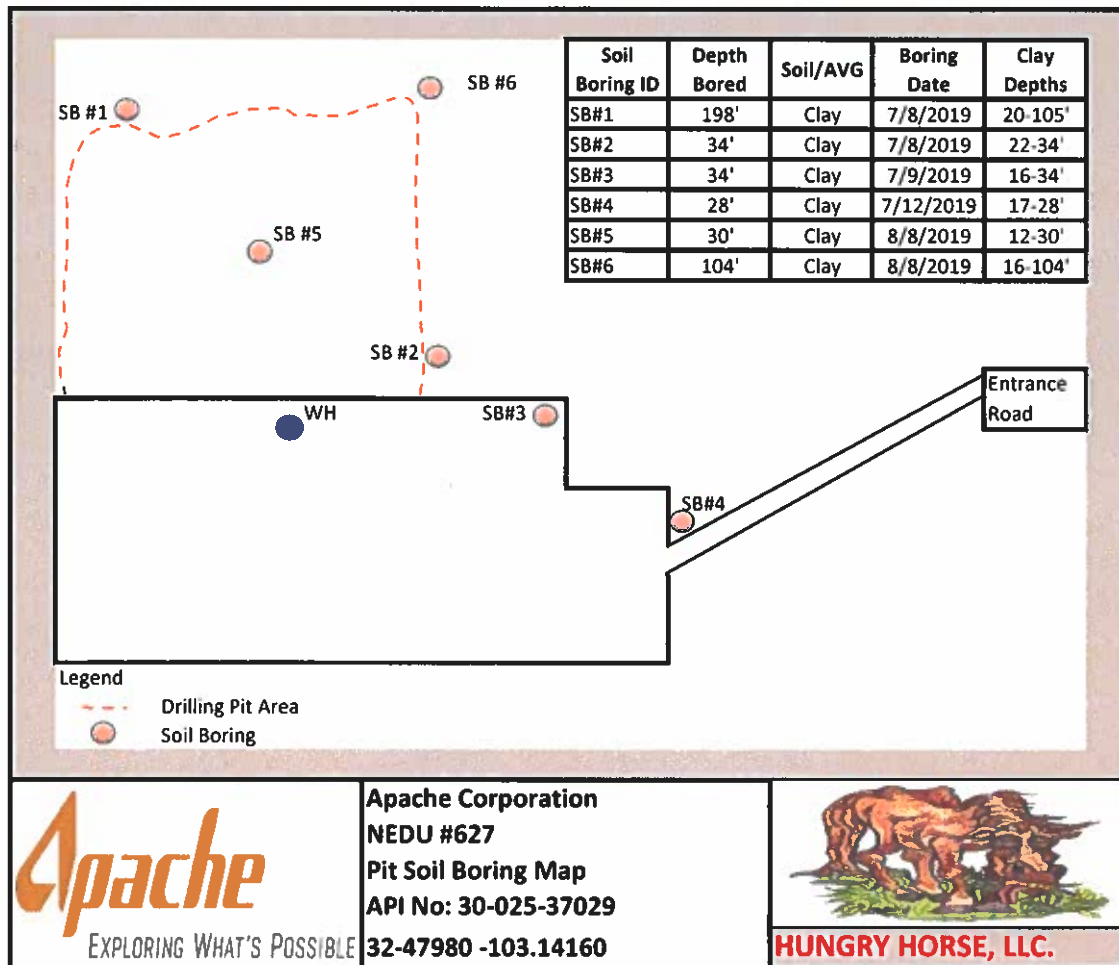 SB #1
SB #6
SB #5
SB #2
WH
SB#3
SB#4
Entrance
Road
Soil Boring ID Depth Bored Soil/AVG Boring Date Clay Depths
SB#1 198' Clay 7/8/2019 20-105'
SB#2 34' Clay 7/8/2019 22-34'
SB#3 34' Clay 7/9/2019 16-34'
SB#4 28' Clay 7/12/2019 17-28'
SB#5 30' Clay 8/8/2019 12-30'
SB#6 104' Clay 8/8/2019 16-104'
Legend
Drilling Pit Area
Soil Boring
Apache
EXPLORING WHAT'S POSSIBLE
Apache Corporation
NEDU #627
Pit Soil Boring Map
API No: 30-025-37029
32-47980 -103.14160
HUNGRY HORSE, LLC.